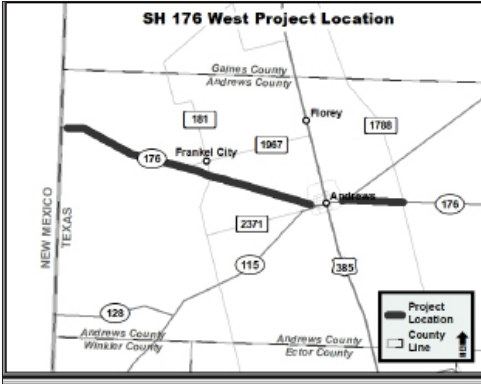 SH 176 West Project Location
Gaines County
Andrews County
181
Florey
1788
1967
Frankel City
176
Andrews
176
2371
NEW MEXICO
TEXAS
115
385
128
Project
Location
County
Line
Andrews County
Winkler County
Andrews County
Ector County